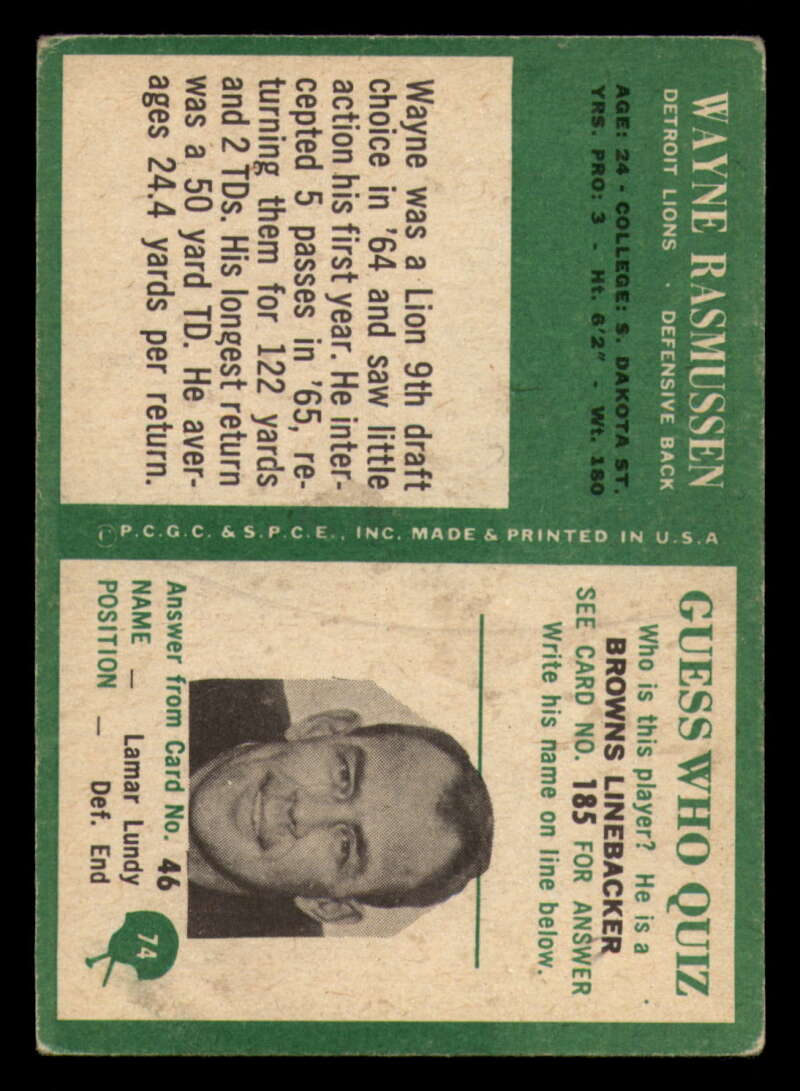 WAYNE RASMUSSEN
DETROIT LIONS · DEFENSIVE BACK
AGE: 24 - COLLEGE: S. DAKOTA ST.
YRS. PRO: 3 - Ht. 6'2" - Wt. 180
Wayne was a Lion 9th draft
choice in '64 and saw little
action his first year. He inter-
cepted 5 passes in '65, re-
turning them for 122 yards
and 2 TDs. His longest return
was a 50 yard TD. He aver-
ages 24.4 yards per return.
©P.C.G.C. & S.P.C.E., INC. MADE & PRINTED IN U.S.A
GUESS WHO QUIZ
Who is this player? He is a
BROWNS LINEBACKER
SEE CARD NO. 185 FOR ANSWER
Write his name on line below.
Answer from Card No. 46
NAME — Lamar Lundy
POSITION — Def. End
74